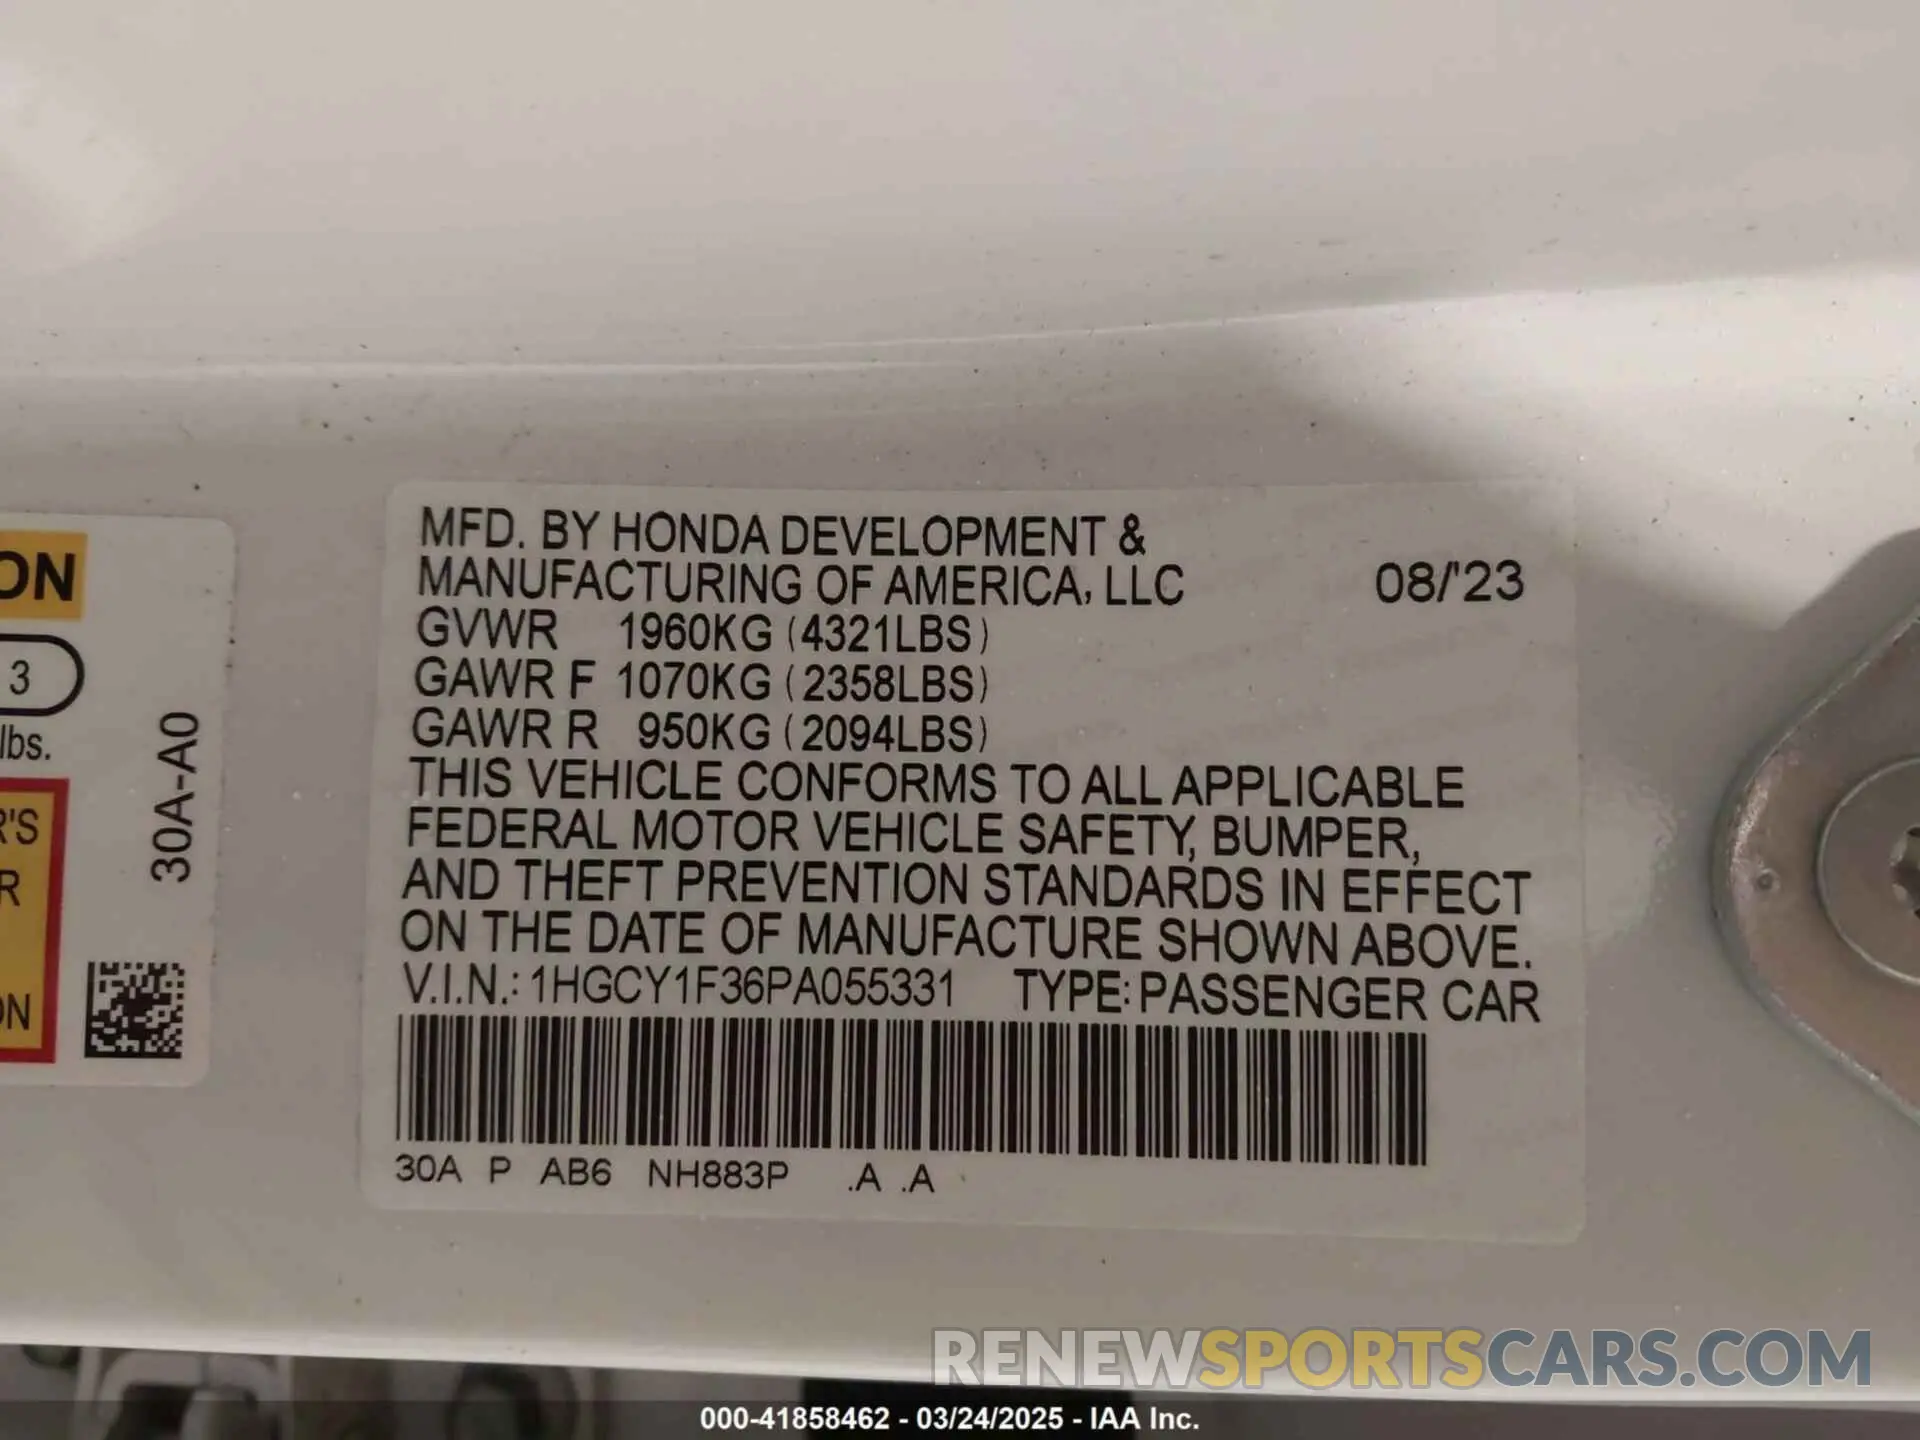 ON
3
lbs.
R'S
R
ON
30A-A0
MFD. BY HONDA DEVELOPMENT &
MANUFACTURING OF AMERICA, LLC 08/'23
GVWR 1960KG (4321LBS)
GAWR F 1070KG (2358LBS)
GAWR R 950KG (2094LBS)
THIS VEHICLE CONFORMS TO ALL APPLICABLE
FEDERAL MOTOR VEHICLE SAFETY, BUMPER,
AND THEFT PREVENTION STANDARDS IN EFFECT
ON THE DATE OF MANUFACTURE SHOWN ABOVE.
V.I.N.: 1HGCY1F36PA055331 TYPE: PASSENGER CAR
30A P AB6 NH883P .A .A
RENEWSPORTSCARS.COM
000-41858462 - 03/24/2025 - IAA Inc.